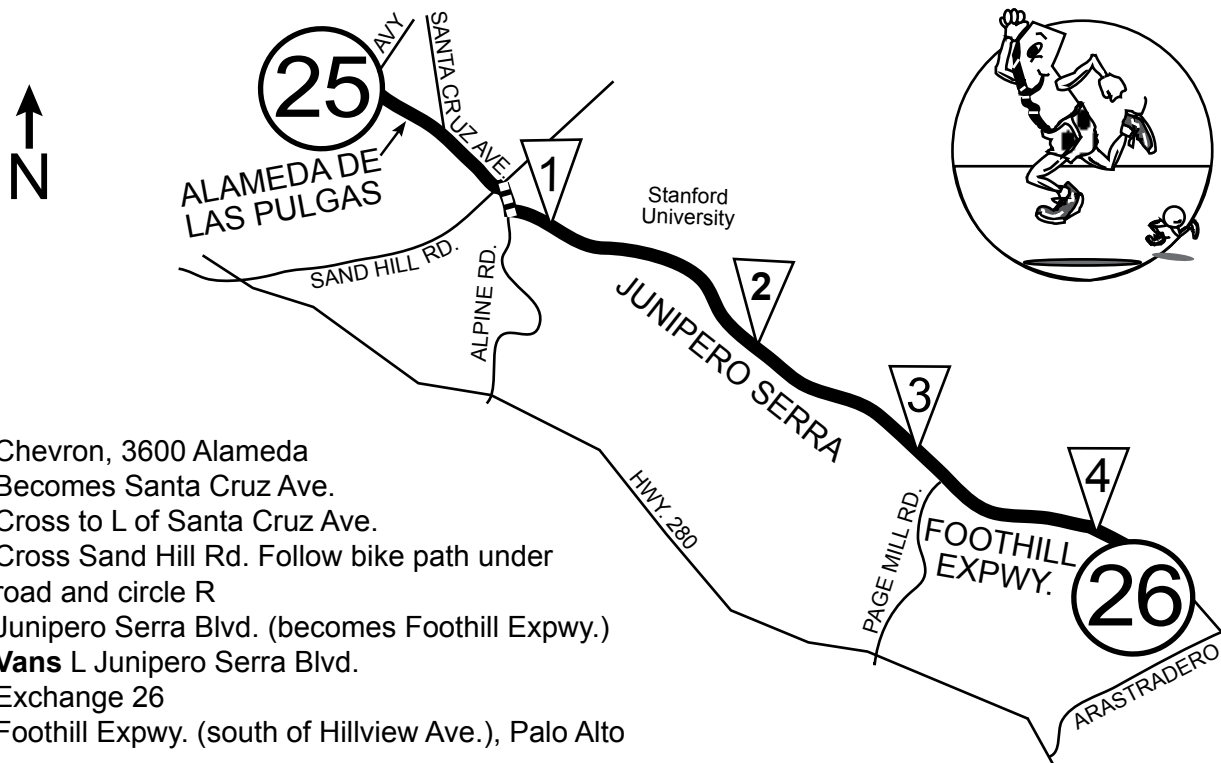 25
AVY
SANTA CRUZ AVE.
N
ALAMEDA DE
LAS PULGAS
1
Stanford
University
SAND HILL RD.
ALPINE RD.
2
JUNIPERO SERRA
3
4
HWY. 280
PAGE MILL RD.
FOOTHILL
EXPWY.
26
ARASTRADERO
Chevron, 3600 Alameda
Becomes Santa Cruz Ave.
Cross to L of Santa Cruz Ave.
Cross Sand Hill Rd. Follow bike path under
road and circle R
Junipero Serra Blvd. (becomes Foothill Expwy.)
Vans L Junipero Serra Blvd.
Exchange 26
Foothill Expwy. (south of Hillview Ave.), Palo Alto